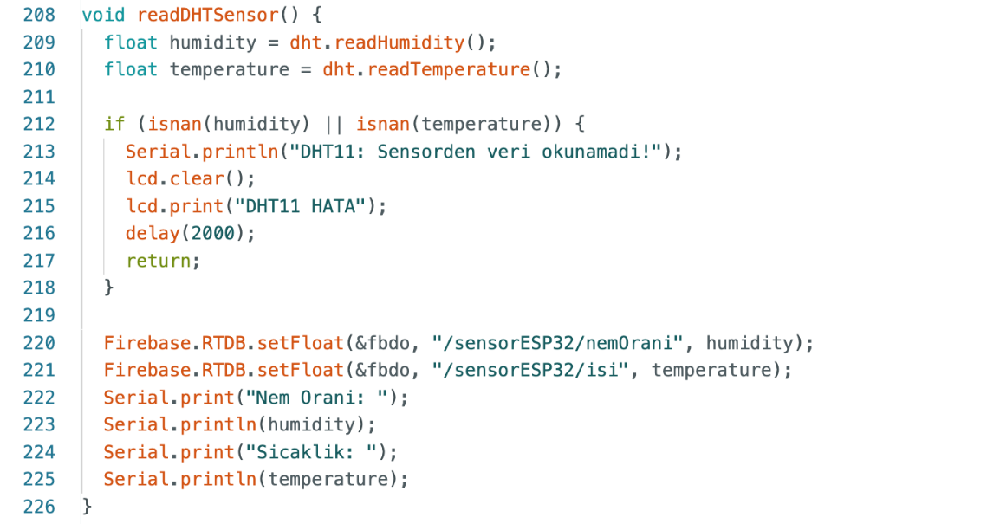 208 void readDHTSensor() {
209   float humidity = dht.readHumidity();
210   float temperature = dht.readTemperature();
211
212   if (isnan(humidity) || isnan(temperature)) {
213     Serial.println("DHT11: Sensorden veri okunamadi!");
214     lcd.clear();
215     lcd.print("DHT11 HATA");
216     delay(2000);
217     return;
218   }
219
220   Firebase.RTDB.setFloat(&fbdo, "/sensorESP32/nemOrani", humidity);
221   Firebase.RTDB.setFloat(&fbdo, "/sensorESP32/isi", temperature);
222   Serial.print("Nem Orani: ");
223   Serial.println(humidity);
224   Serial.print("Sicaklik: ");
225   Serial.println(temperature);
226 }